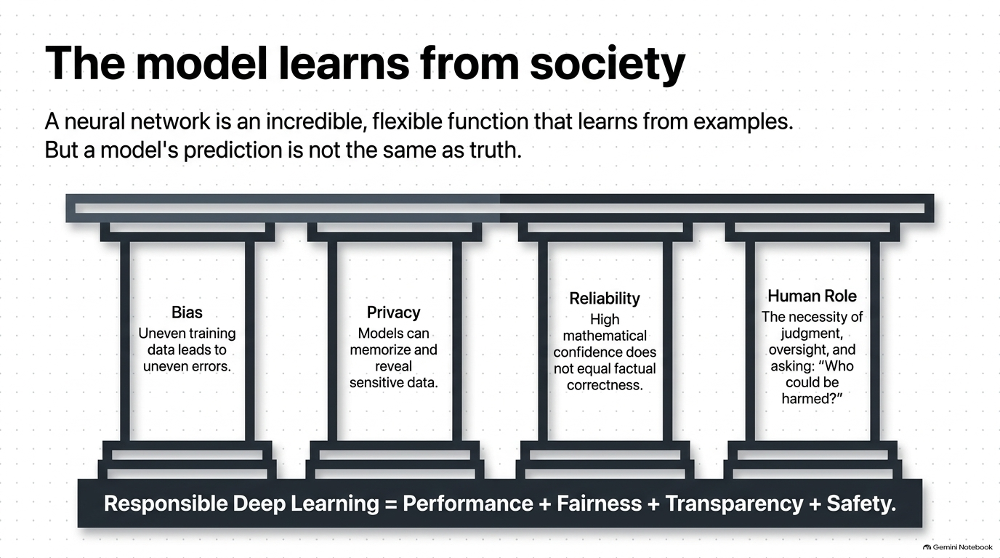 The model learns from society
A neural network is an incredible, flexible function that learns from examples.
But a model's prediction is not the same as truth.
Bias
Uneven training
data leads to
uneven errors.
Privacy
Models can
memorize and
reveal
sensitive data.
Reliability
High
mathematical
confidence does
not equal factual
correctness.
Human Role
The necessity of
judgment,
oversight, and
asking: “Who
could be
harmed?”
Responsible Deep Learning = Performance + Fairness + Transparency + Safety.
Gemini Notebook